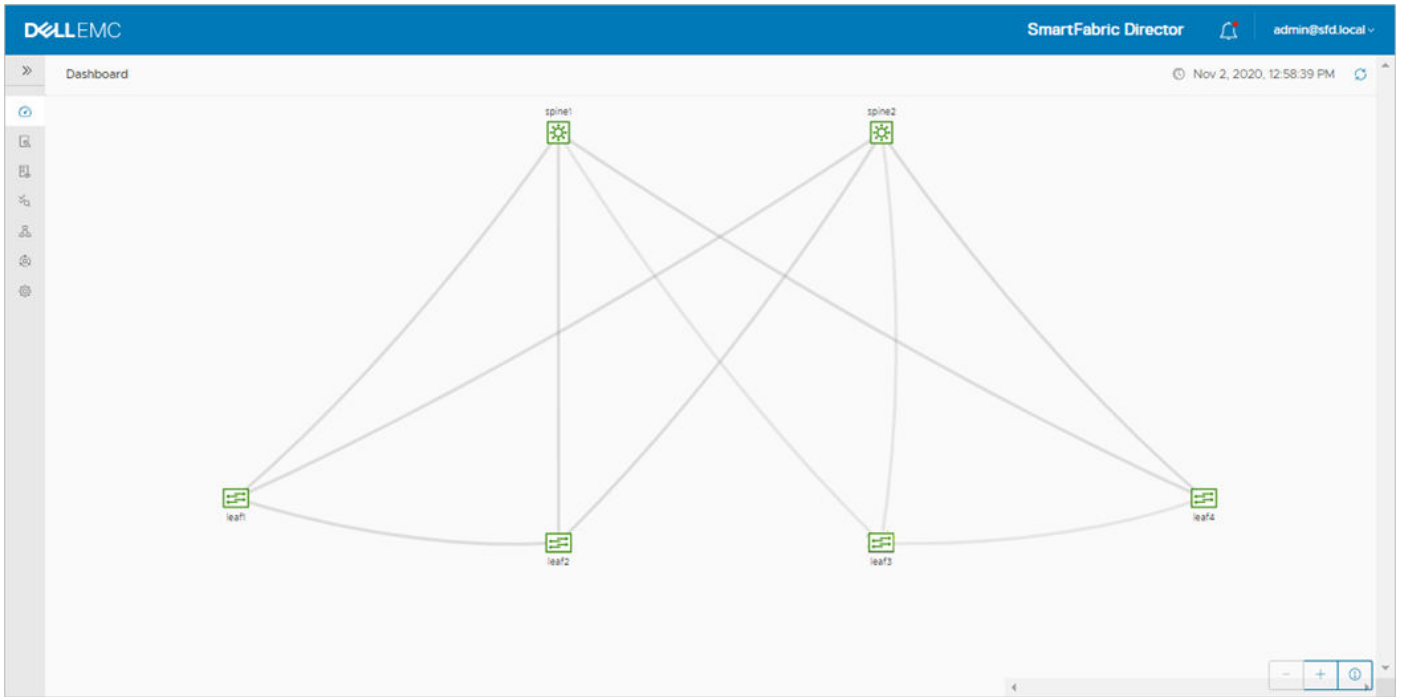 DELLEMC
SmartFabric Director
admin@sfd.local
Dashboard
Nov 2, 2020, 12:58:39 PM
spine1
spine2
leaf1
leaf2
leaf3
leaf4